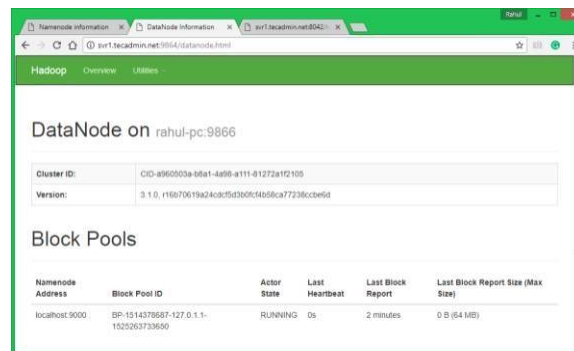 Rahul
Namenode information
DataNode Information
svr1.tecadmin.net:8042/
svr1.tecadmin.net:9864/datanode.html
Hadoop Overview Utilities
DataNode on rahul-pc:9866
Cluster ID: CID-a960503a-b8a1-4a98-a111-81272a1f2105
Version: 3.1.0, r16b70619a24cdcf5d3b0fcf4b58ca77238ccbe6d
Block Pools
Namenode Address Block Pool ID Actor State Last Heartbeat Last Block Report Last Block Report Size (Max Size)
localhost:9000 BP-1514378687-127.0.1.1-1525263733650 RUNNING 0s 2 minutes 0 B (64 MB)